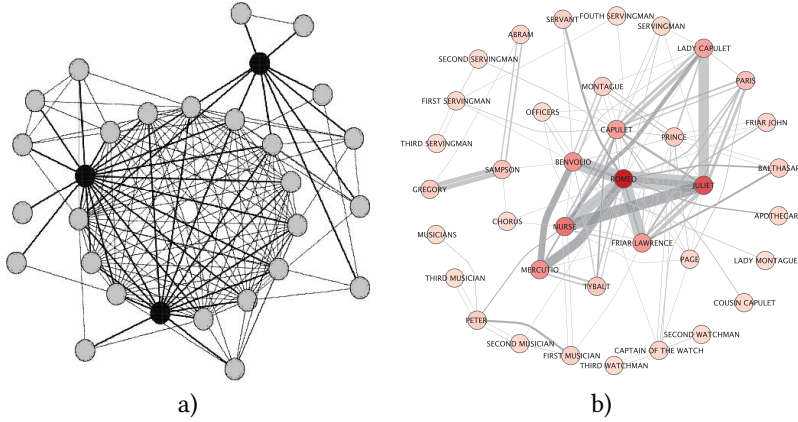 FOUTH SERVINGMAN
SERVANT
SERVINGMAN
ABRAM
LADY CAPULET
SECOND SERVINGMAN
PARIS
MONTAGUE
FIRST SERVINGMAN
OFFICERS
FRIAR JOHN
CAPULET
PRINCE
THIRD SERVINGMAN
BENVOLIO
SAMPSON
BALTHASAR
ROMEO
JULIET
GREGORY
CHORUS
APOTHECAR
NURSE
MUSICIANS
FRIAR LAWRENCE
PAGE
LADY MONTAGUE
MERCUTIO
THIRD MUSICIAN
TYBALT
COUSIN CAPULET
PETER
SECOND WATCHMAN
SECOND MUSICIAN
CAPTAIN OF THE WATCH
FIRST MUSICIAN
THIRD WATCHMAN
a)
b)